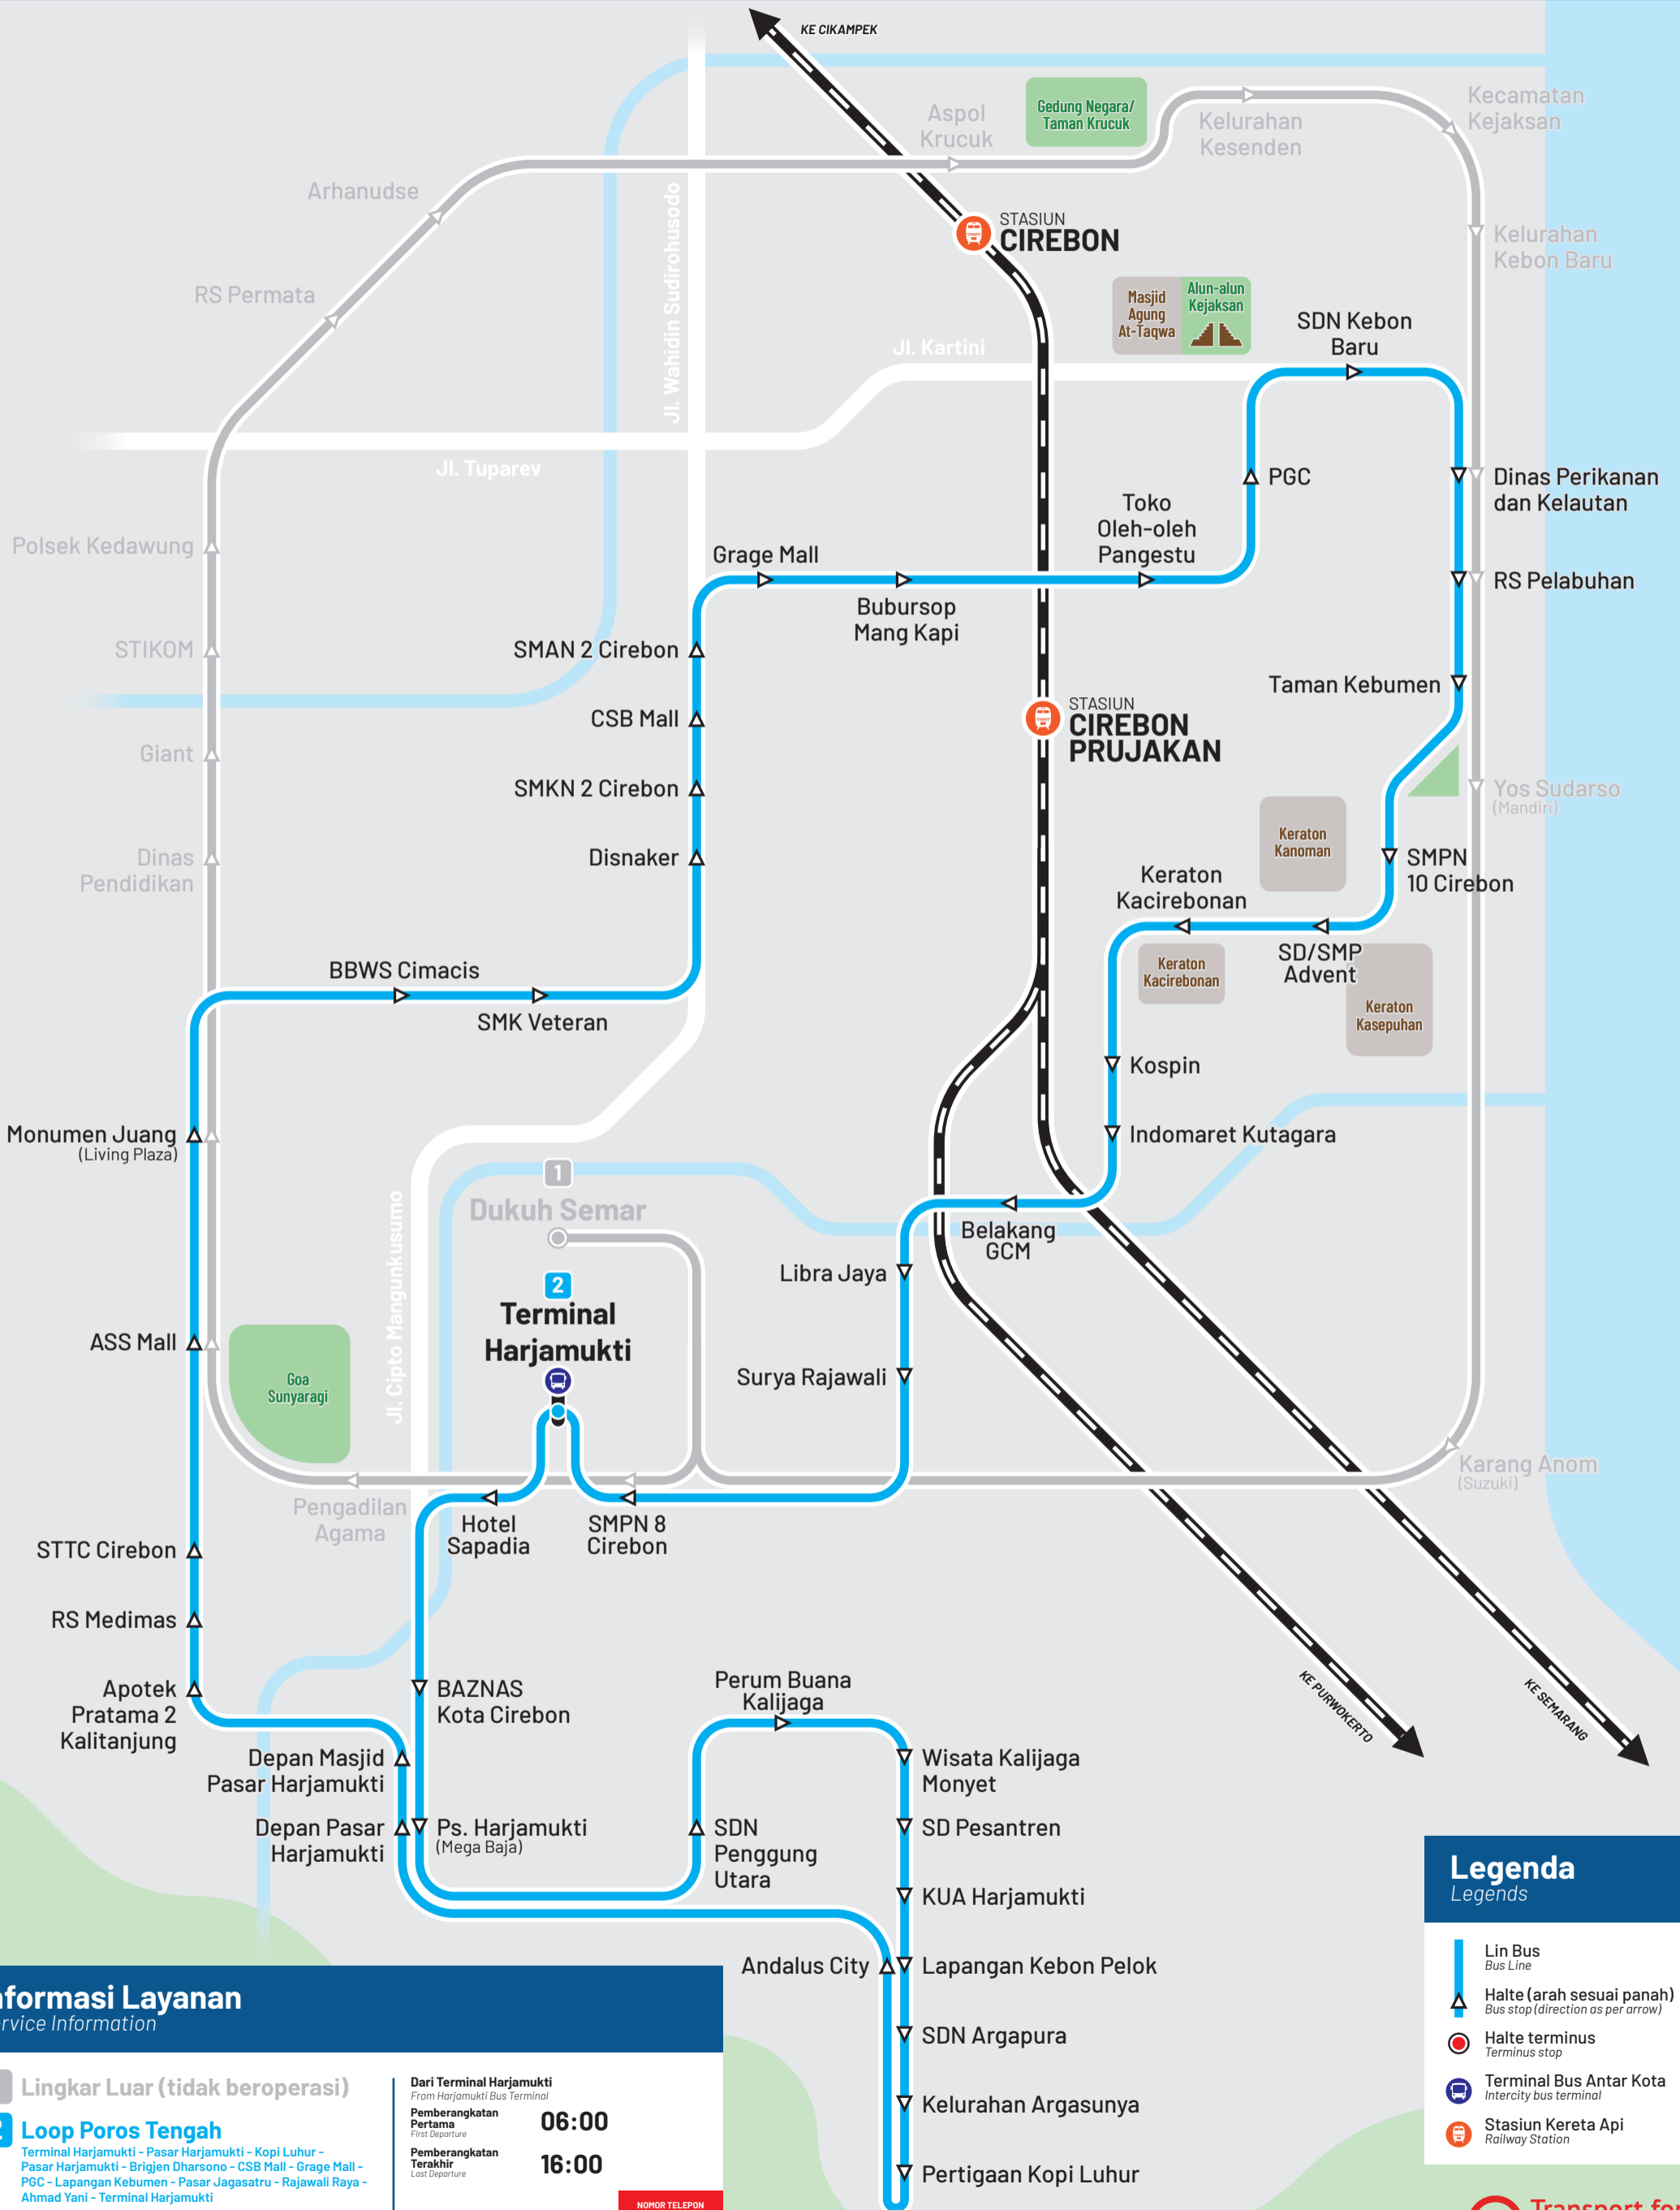 KE CIKAMPEK
Aspol
Krucuk
Gedung Negara/
Taman Krucuk
Kelurahan
Kesenden
Kecamatan
Kejaksan
Arhanudse
Jl. Wahidin Sudirohusodo
STASIUN
CIREBON
Kelurahan
Kebon Baru
RS Permata
Masjid
Agung
At-Taqwa
Alun-alun
Kejaksan
SDN Kebon
Baru
Jl. Kartini
Jl. Tuparev
PGC
Dinas Perikanan
dan Kelautan
Toko
Oleh-oleh
Pangestu
Polsek Kedawung
Grage Mall
Bubursop
Mang Kapi
RS Pelabuhan
STIKOM
SMAN 2 Cirebon
Taman Kebumen
CSB Mall
STASIUN
CIREBON
PRUJAKAN
Giant
SMKN 2 Cirebon
Yos Sudarso
(Mandiri)
Keraton
Kanoman
Dinas
Pendidikan
Disnaker
SMPN
10 Cirebon
Keraton
Kacirebonan
SD/SMP
Advent
BBWS Cimacis
Keraton
Kacirebonan
Keraton
Kasepuhan
SMK Veteran
Kospin
Monumen Juang
(Living Plaza)
Indomaret Kutagara
1
Dukuh Semar
Jl. Cipto Mangunkusumo
Belakang
GCM
Libra Jaya
2
Terminal
Harjamukti
ASS Mall
Goa
Sunyaragi
Surya Rajawali
Karang Anom
(Suzuki)
Pengadilan
Agama
Hotel
Sapadia
SMPN 8
Cirebon
STTC Cirebon
RS Medimas
KE PURWOKERTO
KE SEMARANG
Apotek
Pratama 2
Kalitanjung
BAZNAS
Kota Cirebon
Perum Buana
Kalijaga
Depan Masjid
Pasar Harjamukti
Wisata Kalijaga
Monyet
Depan Pasar
Harjamukti
Ps. Harjamukti
(Mega Baja)
SDN
Penggung
Utara
SD Pesantren
KUA Harjamukti
Andalus City
Lapangan Kebon Pelok
SDN Argapura
Kelurahan Argasunya
Pertigaan Kopi Luhur
Legenda
Legends
Lin Bus
Bus Line
Halte (arah sesuai panah)
Bus stop (direction as per arrow)
Halte terminus
Terminus stop
Terminal Bus Antar Kota
Intercity bus terminal
Stasiun Kereta Api
Railway Station
Transport for
nformasi Layanan
rvice Information
Lingkar Luar (tidak beroperasi)
2
Loop Poros Tengah
Terminal Harjamukti - Pasar Harjamukti - Kopi Luhur -
Pasar Harjamukti - Brigjen Dharsono - CSB Mall - Grage Mall -
PGC - Lapangan Kebumen - Pasar Jagasatru - Rajawali Raya -
Ahmad Yani - Terminal Harjamukti
Dari Terminal Harjamukti
From Harjamukti Bus Terminal
Pemberangkatan
Pertama
First Departure
06:00
Pemberangkatan
Terakhir
Last Departure
16:00
NOMOR TELEPON